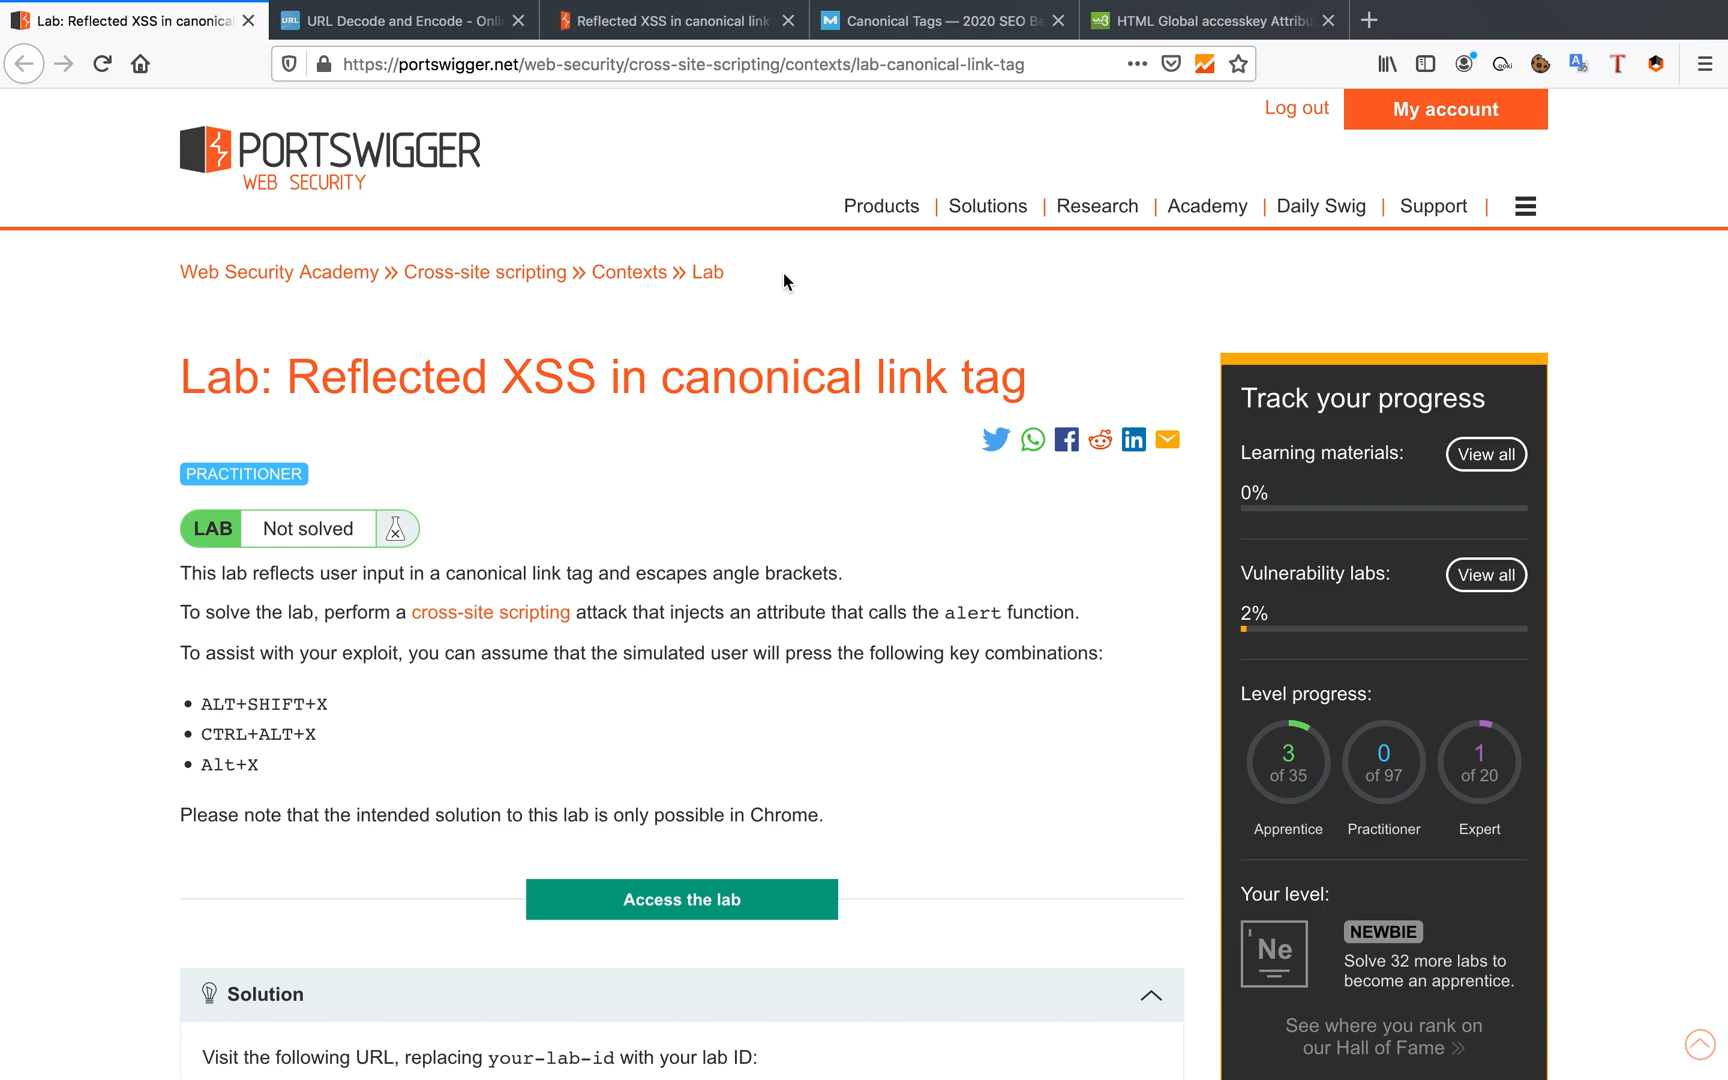 Lab: Reflected XSS in canonical
URL Decode and Encode - Onli
Reflected XSS in canonical link
Canonical Tags — 2020 SEO Be
HTML Global accesskey Attribu
https://portswigger.net/web-security/cross-site-scripting/contexts/lab-canonical-link-tag
Log out
My account
PORTSWIGGER
WEB SECURITY
Products | Solutions | Research | Academy | Daily Swig | Support |
Web Security Academy » Cross-site scripting » Contexts » Lab
Lab: Reflected XSS in canonical link tag
PRACTITIONER
LAB Not solved
This lab reflects user input in a canonical link tag and escapes angle brackets.
To solve the lab, perform a cross-site scripting attack that injects an attribute that calls the alert function.
To assist with your exploit, you can assume that the simulated user will press the following key combinations:
• ALT+SHIFT+X
• CTRL+ALT+X
• Alt+X
Please note that the intended solution to this lab is only possible in Chrome.
Access the lab
Solution
Visit the following URL, replacing your-lab-id with your lab ID:
Track your progress
Learning materials: View all
0%
Vulnerability labs: View all
2%
Level progress:
3 0 1
of 35 of 97 of 20
Apprentice Practitioner Expert
Your level:
Ne
NEWBIE
Solve 32 more labs to
become an apprentice.
See where you rank on
our Hall of Fame »